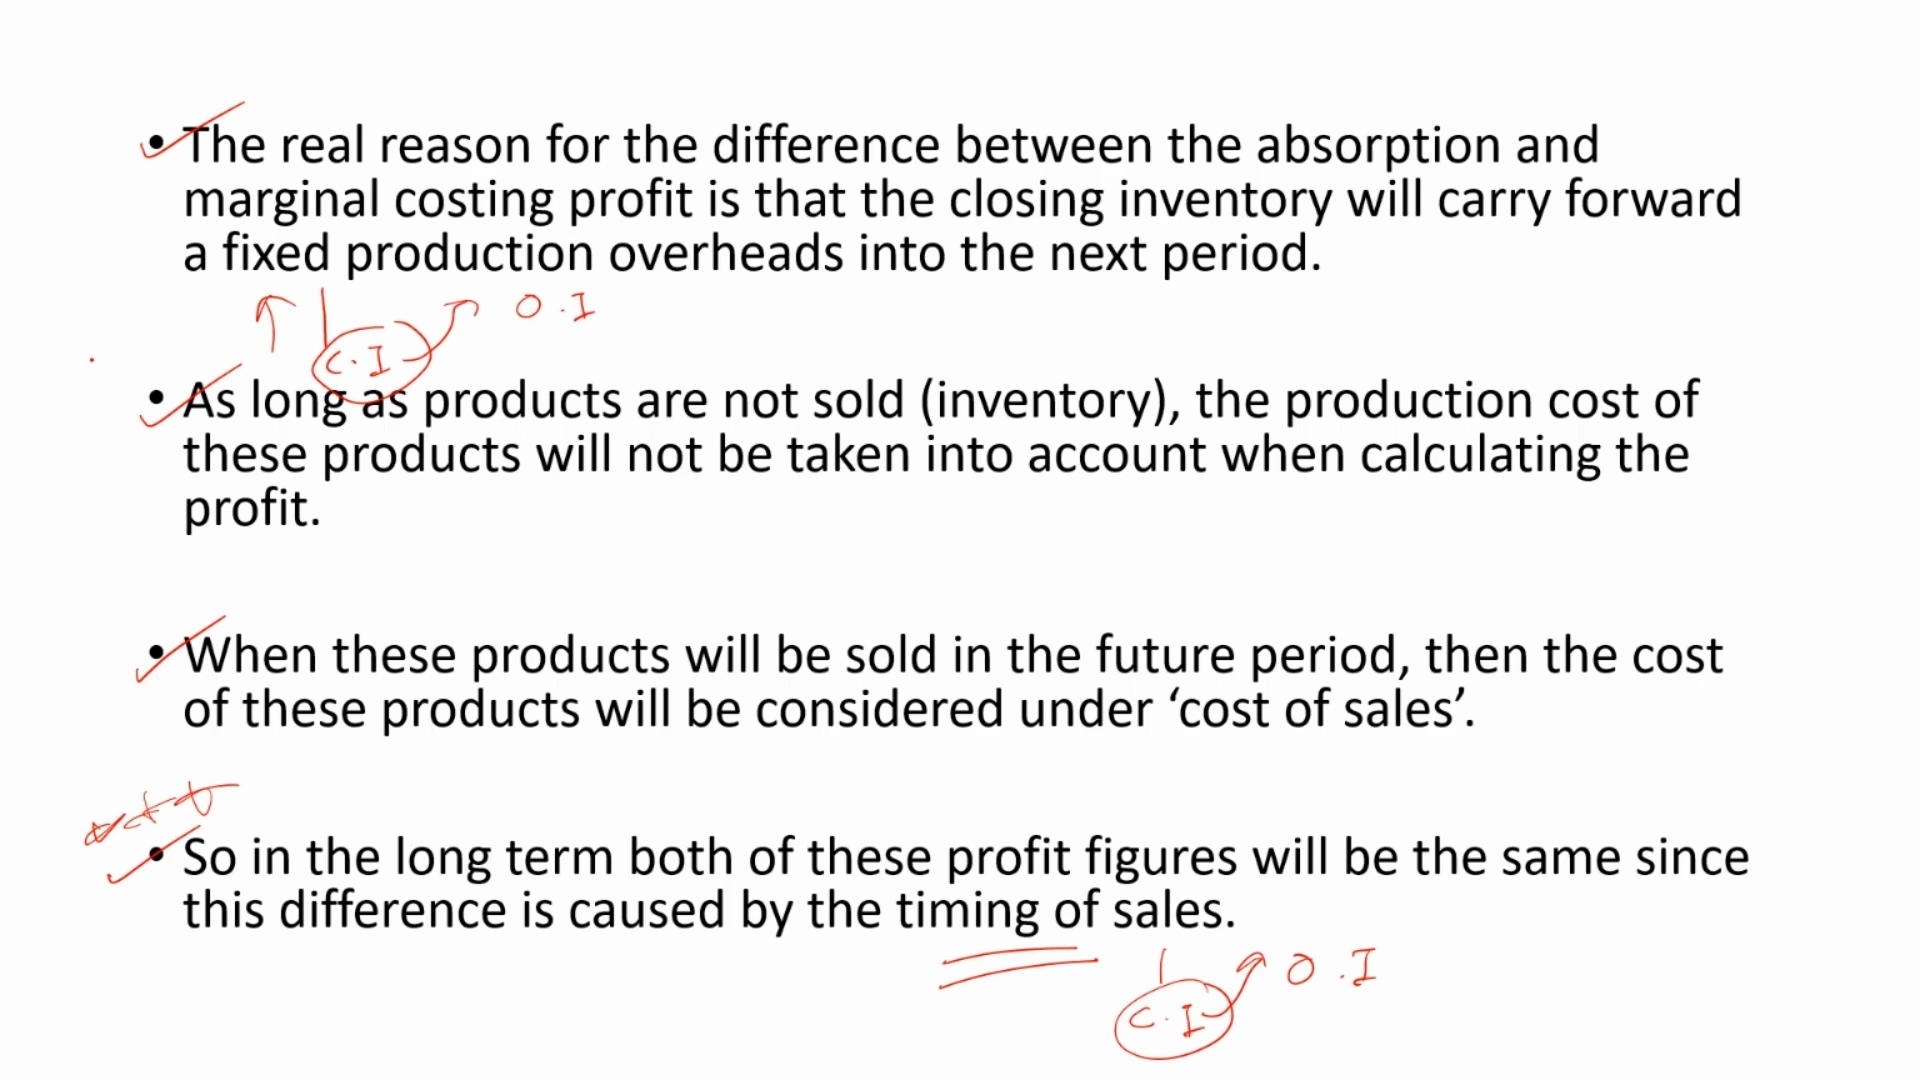 • The real reason for the difference between the absorption and
marginal costing profit is that the closing inventory will carry forward
a fixed production overheads into the next period.
C.I O.I
• As long as products are not sold (inventory), the production cost of
these products will not be taken into account when calculating the
profit.
• When these products will be sold in the future period, then the cost
of these products will be considered under ‘cost of sales’.
• So in the long term both of these profit figures will be the same since
this difference is caused by the timing of sales.
C.I O.I